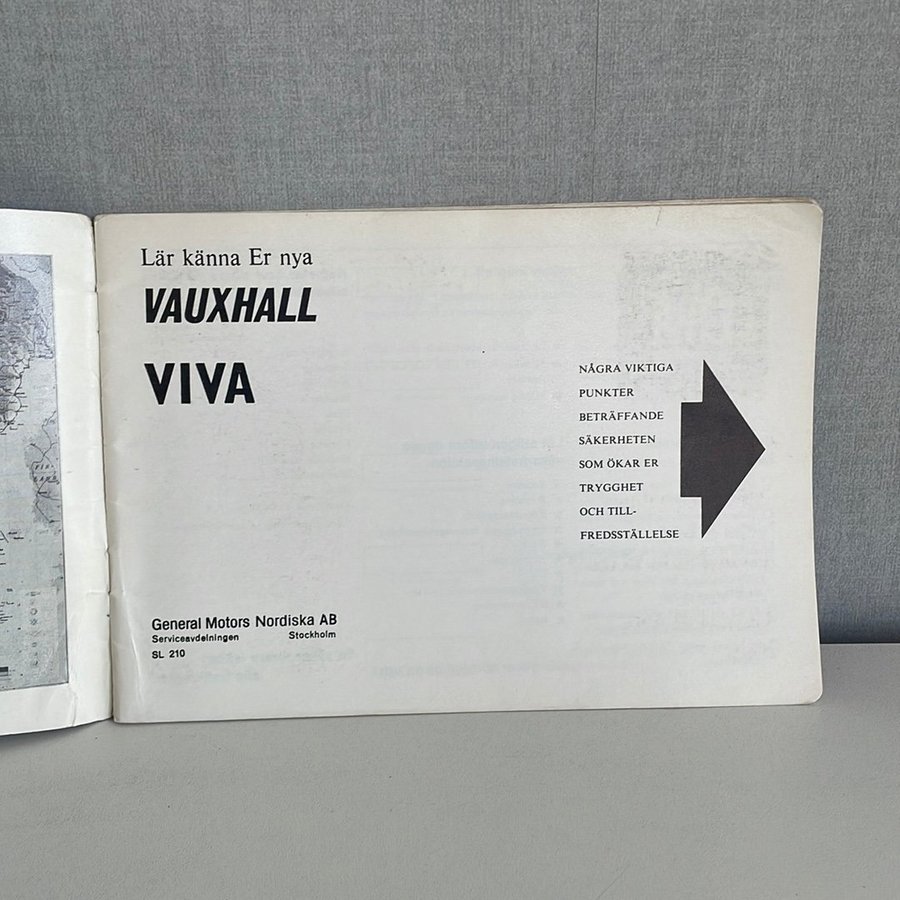 Lär känna Er nya
VAUXHALL
VIVA
NÅGRA VIKTIGA
PUNKTER
BETRÄFFANDE
SÄKERHETEN
SOM ÖKAR ER
TRYGGHET
OCH TILL-
FREDSSTÄLLELSE
General Motors Nordiska AB
Serviceavdelningen Stockholm
SL 210